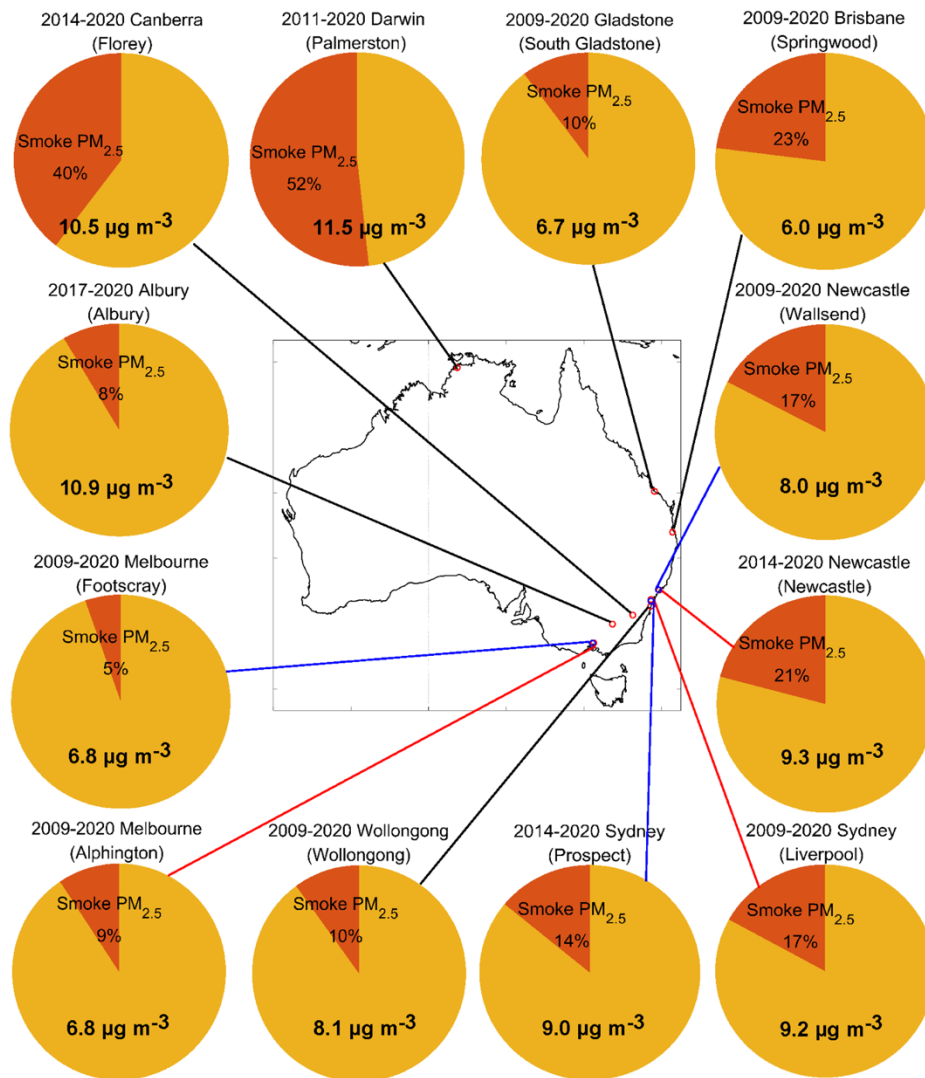 2014-2020 Canberra
(Florey)
Smoke PM2.5
40%
10.5 µg m-3
2011-2020 Darwin
(Palmerston)
Smoke PM2.5
52%
11.5 µg m-3
2009-2020 Gladstone
(South Gladstone)
Smoke PM2.5
10%
6.7 µg m-3
2009-2020 Brisbane
(Springwood)
Smoke PM2.5
23%
6.0 µg m-3
2017-2020 Albury
(Albury)
Smoke PM2.5
8%
10.9 µg m-3
2009-2020 Newcastle
(Wallsend)
Smoke PM2.5
17%
8.0 µg m-3
2009-2020 Melbourne
(Footscray)
Smoke PM2.5
5%
6.8 µg m-3
2014-2020 Newcastle
(Newcastle)
Smoke PM2.5
21%
9.3 µg m-3
2009-2020 Melbourne
(Alphington)
Smoke PM2.5
9%
6.8 µg m-3
2009-2020 Wollongong
(Wollongong)
Smoke PM2.5
10%
8.1 µg m-3
2014-2020 Sydney
(Prospect)
Smoke PM2.5
14%
9.0 µg m-3
2009-2020 Sydney
(Liverpool)
Smoke PM2.5
17%
9.2 µg m-3